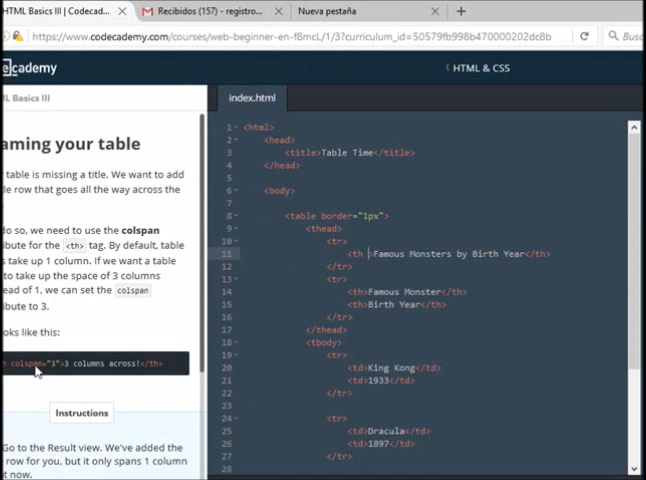 HTML Basics III | Codecad...
Recibidos (157) - registro...
Nueva pestaña
https://www.codecademy.com/courses/web-beginner-en-f8mcL/1/3?curriculum_id=50579fb998b470000202dc8b
Busc
ecademy
HTML & CSS
ML Basics III
index.html
aming your table
table is missing a title. We want to add
le row that goes all the way across the
do so, we need to use the colspan
ibute for the <th> tag. By default, table
s take up 1 column. If we want a table
to take up the space of 3 columns
ead of 1, we can set the colspan
ibute to 3.
ooks like this:
h colspan="3">3 columns across!</th>
Instructions
Go to the Result view. We've added the
row for you, but it only spans 1 column
t now.
1 <html>
2 <head>
3 <title>Table Time</title>
4 </head>
5
6 <body>
7
8 <table border="1px">
9 <thead>
10 <tr>
11 <th >Famous Monsters by Birth Year</th>
12 </tr>
13 <tr>
14 <th>Famous Monster</th>
15 <th>Birth Year</th>
16 </tr>
17 </thead>
18 <tbody>
19 <tr>
20 <td>King Kong</td>
21 <td>1933</td>
22 </tr>
23
24 <tr>
25 <td>Dracula</td>
26 <td>1897</td>
27 </tr>
28